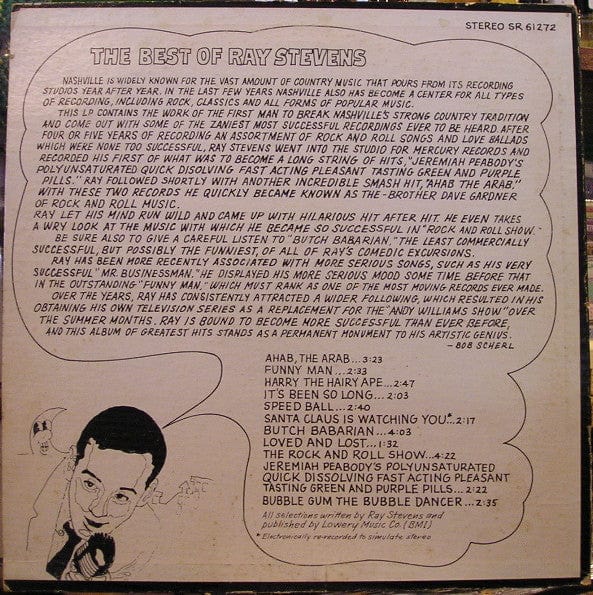 STEREO SR 61272
THE BEST OF RAY STEVENS
NASHVILLE IS WIDELY KNOWN FOR THE VAST AMOUNT OF COUNTRY MUSIC THAT POURS FROM ITS RECORDING
STUDIOS YEAR AFTER YEAR. IN THE LAST FEW YEARS NASHVILLE ALSO HAS BECOME A CENTER FOR ALL TYPES
OF RECORDING, INCLUDING ROCK, CLASSICS AND ALL FORMS OF POPULAR MUSIC.
THIS LP CONTAINS THE WORK OF THE FIRST MAN TO BREAK NASHVILLE'S STRONG COUNTRY TRADITION
AND COME OUT WITH SOME OF THE ZANIEST MOST SUCCESSFUL RECORDINGS EVER TO BE HEARD. AFTER
FOUR OR FIVE YEARS OF RECORDING AN ASSORTMENT OF ROCK AND ROLL SONGS AND LOVE BALLADS
WHICH WERE NONE TOO SUCCESSFUL, RAY STEVENS WENT INTO THE STUDIO FOR MERCURY RECORDS AND
RECORDED HIS FIRST OF WHAT WAS TO BECOME A LONG STRING OF HITS, "JEREMIAH PEABODY'S
POLYUNSATURATED QUICK DISOLVING FAST ACTING PLEASANT TASTING GREEN AND PURPLE
PILLS." RAY FOLLOWED SHORTLY WITH ANOTHER INCREDIBLE SMASH HIT, "AHAB THE ARAB."
WITH THESE TWO RECORDS HE QUICKLY BECAME KNOWN AS THE-BROTHER DAVE GARDNER
OF ROCK AND ROLL MUSIC.
RAY LET HIS MIND RUN WILD AND CAME UP WITH HILARIOUS HIT AFTER HIT. HE EVEN TAKES
A WRY LOOK AT THE MUSIC WITH WHICH HE BECAME SO SUCCESSFUL IN "ROCK AND ROLL SHOW."
BE SURE ALSO TO GIVE A CAREFUL LISTEN TO "BUTCH BABARIAN," THE LEAST COMMERCIALLY
SUCCESSFUL, BUT POSSIBLY THE FUNNIEST, OF ALL OF RAY'S COMEDIC EXCURSIONS.
RAY HAS BEEN MORE RECENTLY ASSOCIATED WITH MORE SERIOUS SONGS, SUCH AS HIS VERY
SUCCESSFUL "MR. BUSINESSMAN." HE DISPLAYED HIS MORE SERIOUS MOOD SOME TIME BEFORE THAT
IN THE OUTSTANDING "FUNNY MAN," WHICH MUST RANK AS ONE OF THE MOST MOVING RECORDS EVER MADE.
OVER THE YEARS, RAY HAS CONSISTENTLY ATTRACTED A WIDER FOLLOWING, WHICH RESULTED IN HIS
OBTAINING HIS OWN TELEVISION SERIES AS A REPLACEMENT FOR THE "ANDY WILLIAMS SHOW" OVER
THE SUMMER MONTHS. RAY IS BOUND TO BECOME MORE SUCCESSFUL THAN EVER BEFORE,
AND THIS ALBUM OF GREATEST HITS STANDS AS A PERMANENT MONUMENT TO HIS ARTISTIC GENIUS.
- BOB SCHERL
AHAB, THE ARAB...3:23
FUNNY MAN...2:33
HARRY THE HAIRY APE...2:47
IT'S BEEN SO LONG...2:03
SPEED BALL...2:40
SANTA CLAUS IS WATCHING YOU*..2:17
BUTCH BABARIAN...4:03
LOVED AND LOST...1:32
THE ROCK AND ROLL SHOW...4:22
JEREMIAH PEABODY'S POLYUNSATURATED
QUICK DISSOLVING FAST ACTING PLEASANT
TASTING GREEN AND PURPLE PILLS...2:22
BUBBLE GUM THE BUBBLE DANCER...2:35
All selections written by Ray Stevens and
published by Lowery Music Co. (BMI)
* Electronically re-recorded to simulate stereo